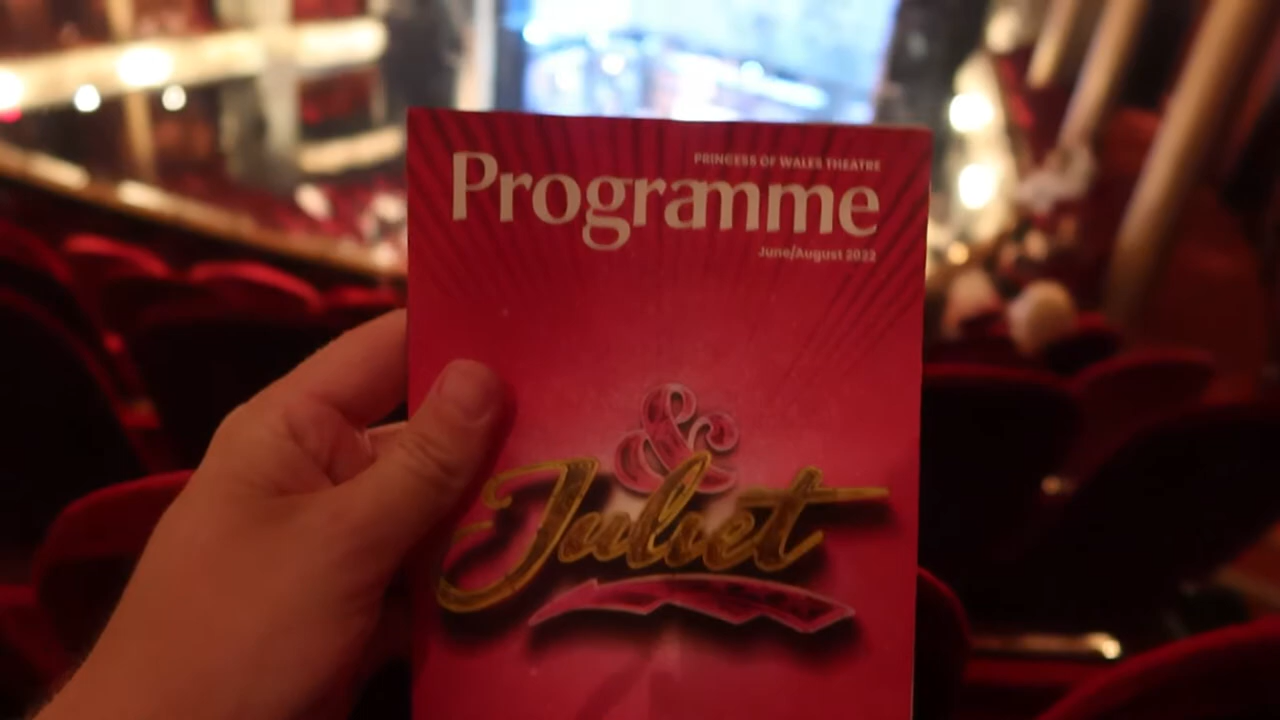 PRINCESS OF WALES THEATRE
Programme
June/August 2022
&
Juliet